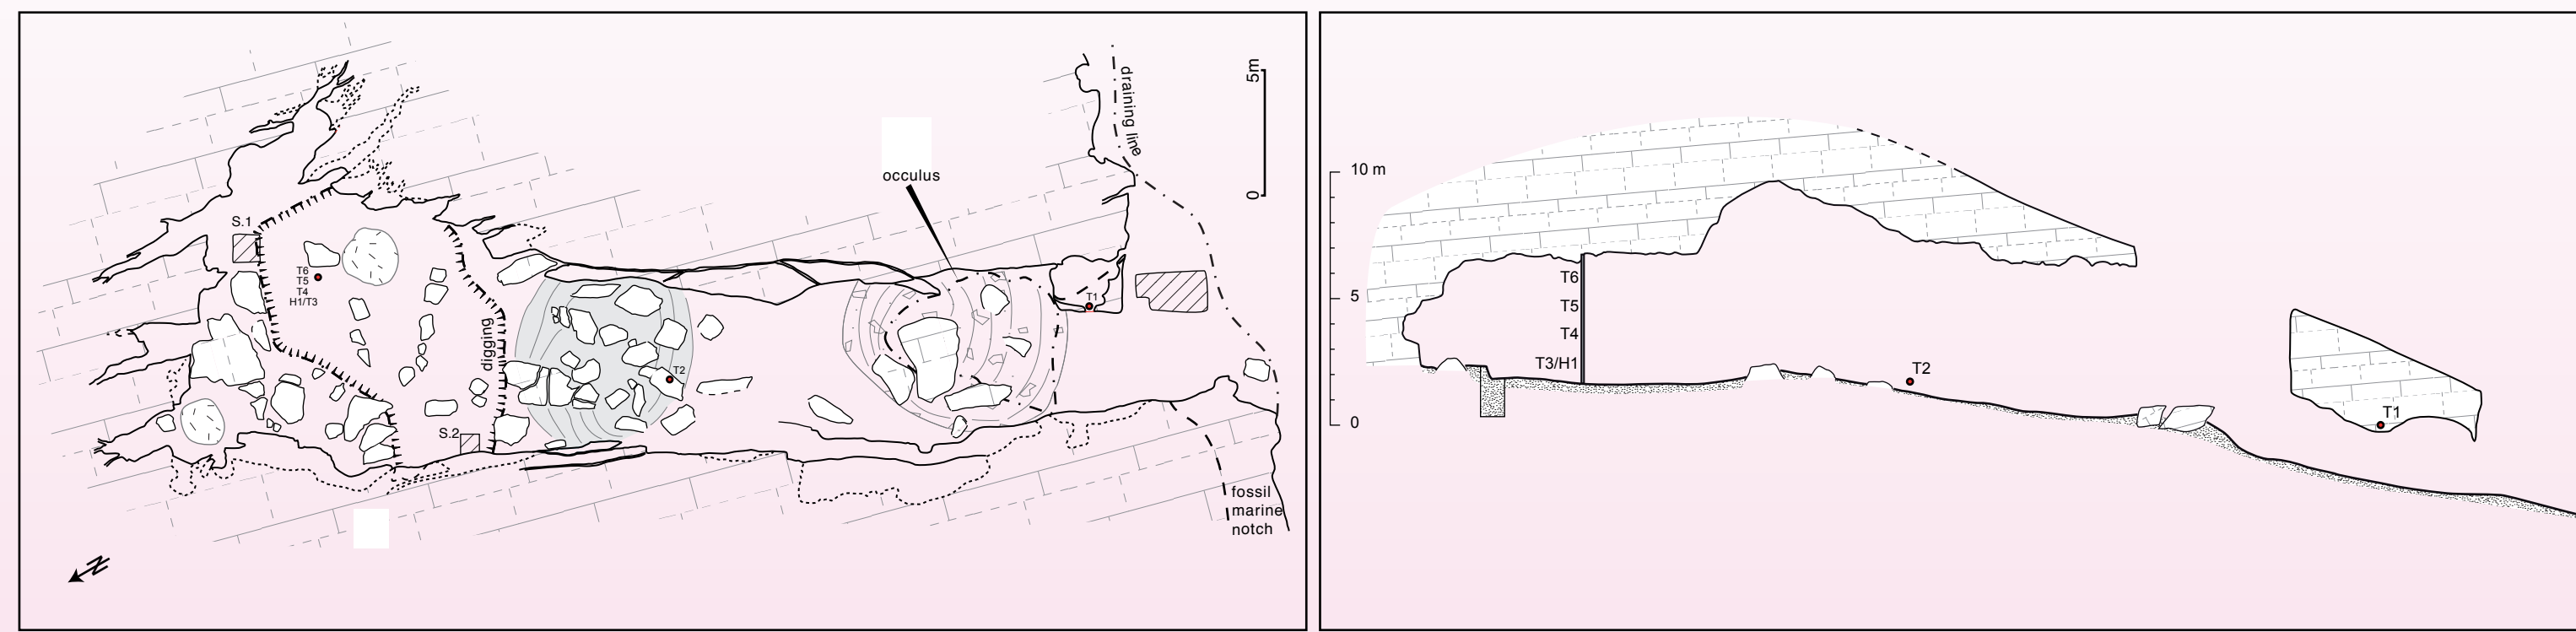 draining line
5m
0
occulus
S.1
T6
T5
T4
H1/T3
T1
digging
T2
S.2
fossil
marine
notch
N
10 m
5
0
T6
T5
T4
T3/H1
T2
T1